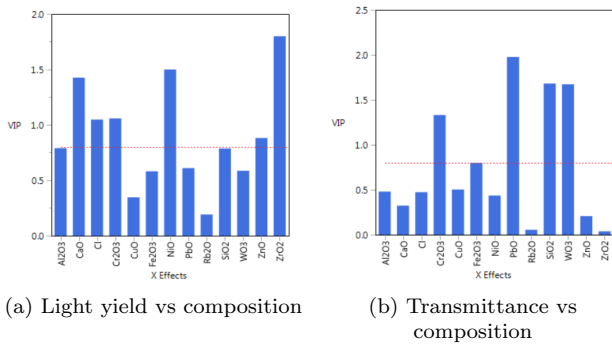 2.0
1.5
1.0
0.5
0.0
VIP
Al2O3
CaO
Cl-
Cr2O3
CuO
Fe2O3
NiO
PbO
Rb2O
SiO2
WO3
ZnO
ZrO2
X Effects
(a) Light yield vs composition
2.5
2.0
1.5
1.0
0.5
0.0
VIP
Al2O3
CaO
Cl-
Cr2O3
CuO
Fe2O3
NiO
PbO
Rb2O
SiO2
WO3
ZnO
ZrO2
X Effects
(b) Transmittance vs
composition